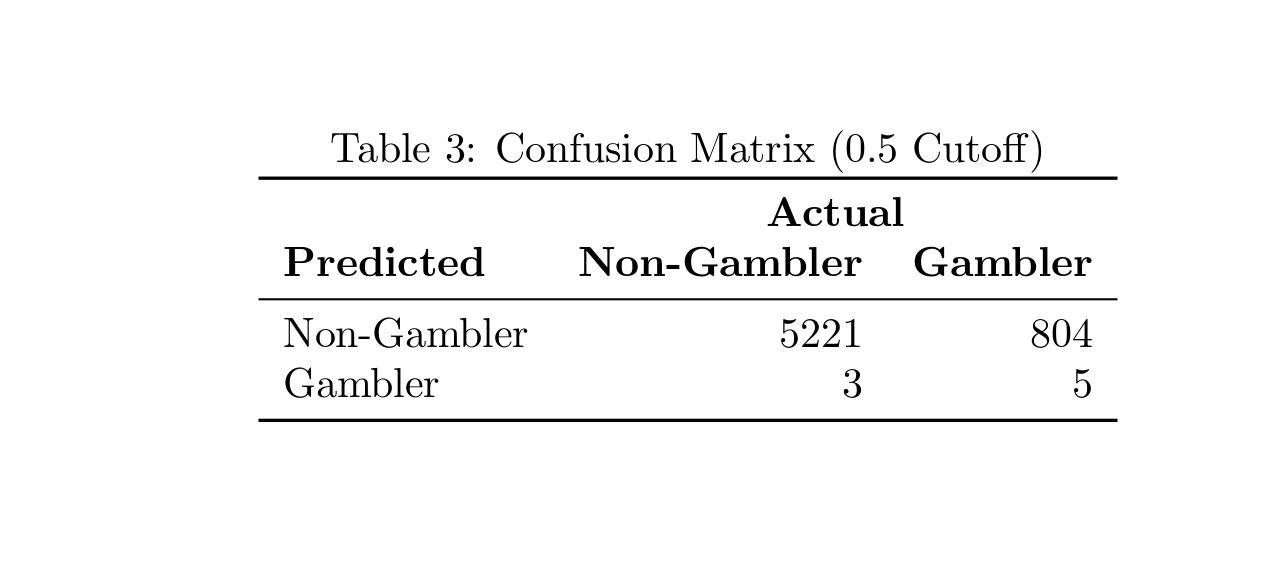 Table 3: Confusion Matrix (0.5 Cutoff)
Actual
Predicted Non-Gambler Gambler
Non-Gambler 5221 804
Gambler 3 5